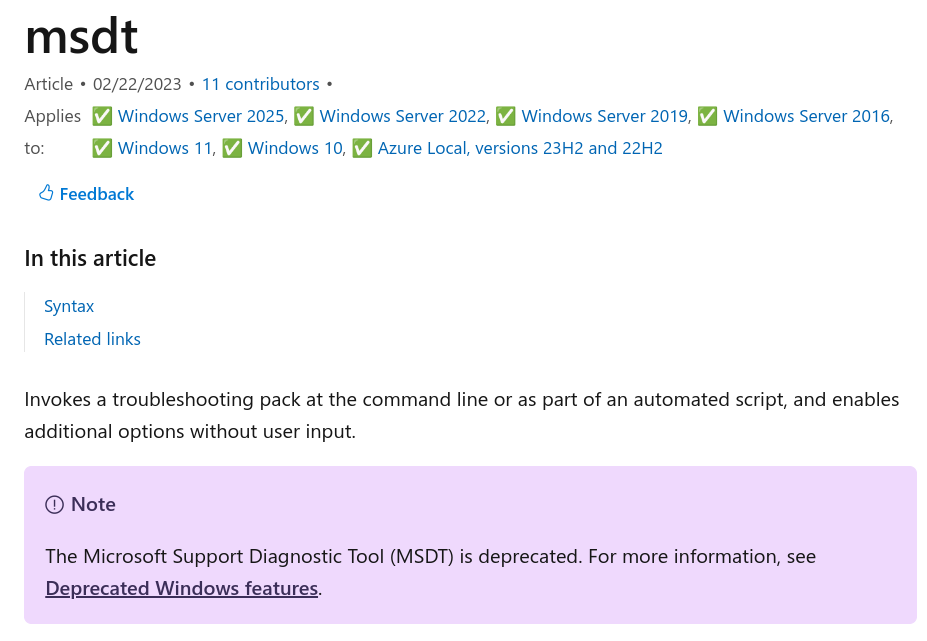 msdt
Article • 02/22/2023 • 11 contributors •
Applies ✅ Windows Server 2025, ✅ Windows Server 2022, ✅ Windows Server 2019, ✅ Windows Server 2016,
to: ✅ Windows 11, ✅ Windows 10, ✅ Azure Local, versions 23H2 and 22H2
Feedback
In this article
Syntax
Related links
Invokes a troubleshooting pack at the command line or as part of an automated script, and enables
additional options without user input.
Note
The Microsoft Support Diagnostic Tool (MSDT) is deprecated. For more information, see
Deprecated Windows features.